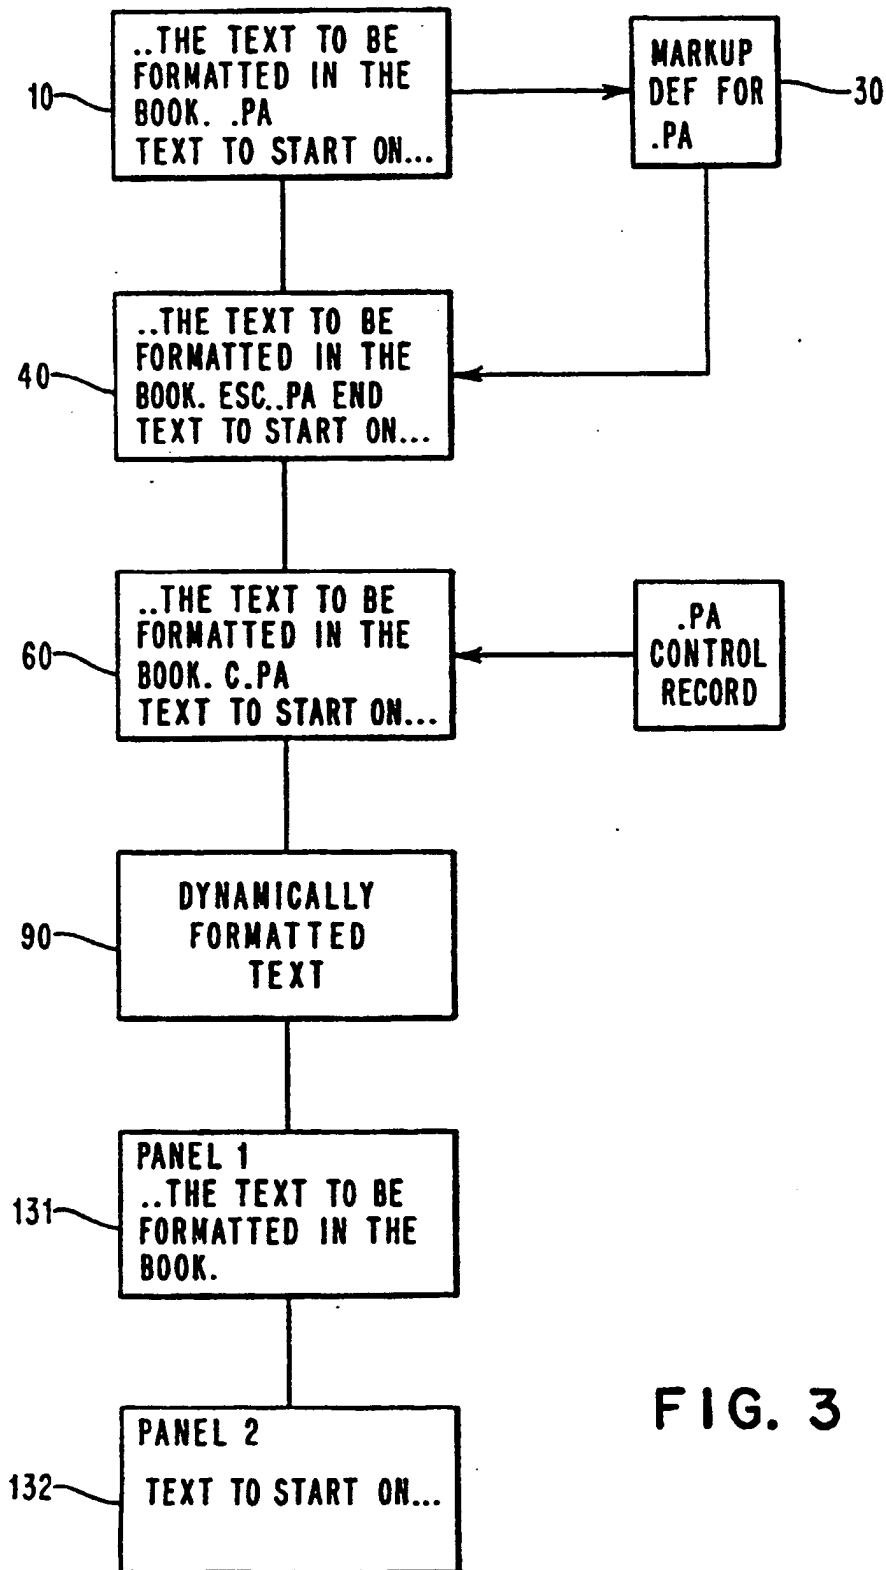 ..THE TEXT TO BE
FORMATTED IN THE
BOOK. .PA
TEXT TO START ON...
10
MARKUP
DEF FOR
.PA
30
..THE TEXT TO BE
FORMATTED IN THE
BOOK. ESC..PA END
TEXT TO START ON...
40
..THE TEXT TO BE
FORMATTED IN THE
BOOK. C.PA
TEXT TO START ON...
60
.PA
CONTROL
RECORD
DYNAMICALLY
FORMATTED
TEXT
90
PANEL 1
..THE TEXT TO BE
FORMATTED IN THE
BOOK.
131
PANEL 2
TEXT TO START ON...
132
FIG. 3